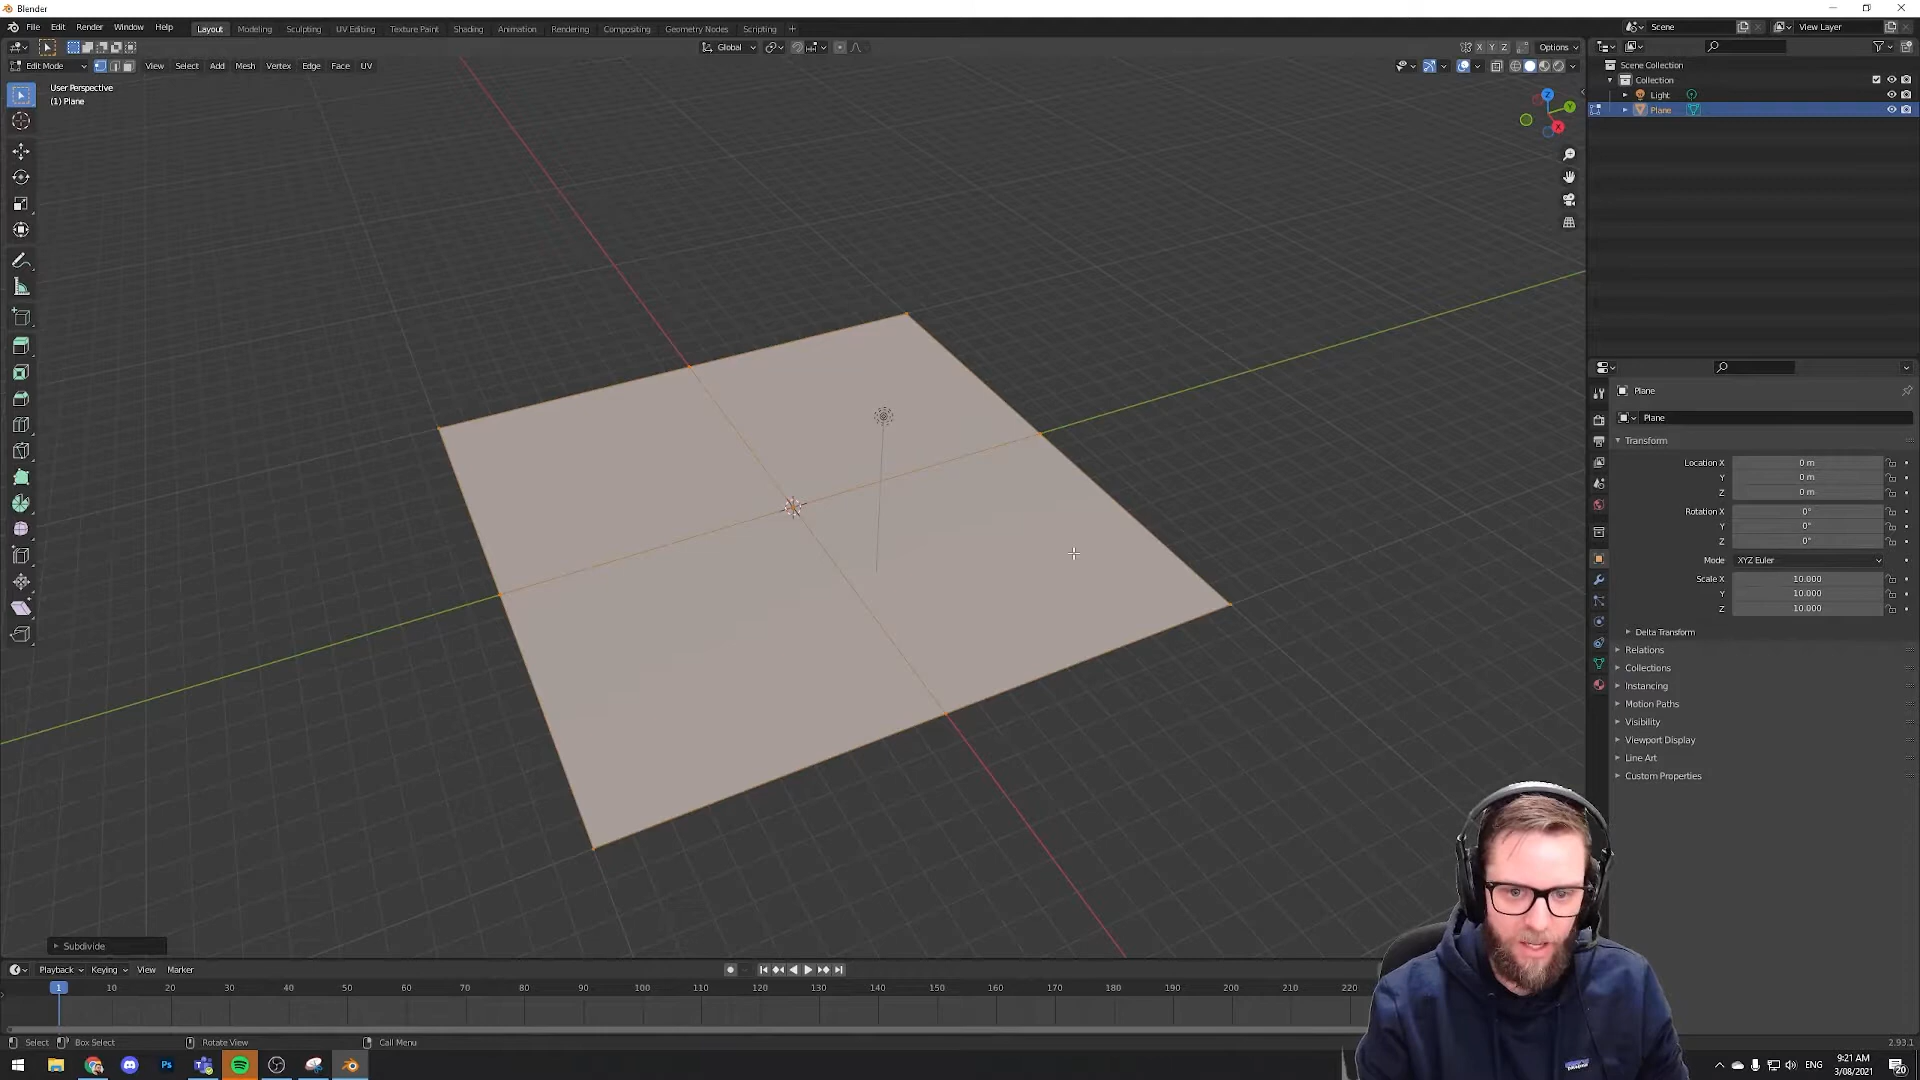 Blender
File Edit Render Window Help
Layout Modeling Sculpting UV Editing Texture Paint Shading Animation Rendering Compositing Geometry Nodes Scripting +
Scene
View Layer
Global
X Y Z
Options
Edit Mode
View Select Add Mesh Vertex Edge Face UV
User Perspective
(1) Plane
Z
Y
X
Scene Collection
Collection
Light
Plane
Plane
Plane
Transform
Location X 0 m
Y 0 m
Z 0 m
Rotation X 0°
Y 0°
Z 0°
Mode XYZ Euler
Scale X 10.000
Y 10.000
Z 10.000
Delta Transform
Relations
Collections
Instancing
Motion Paths
Visibility
Viewport Display
Line Art
Custom Properties
Subdivide
Playback Keying View Marker
1 10 20 30 40 50 60 70 80 90 100 110 120 130 140 150 160 170 180 190 200 210 220
Select Box Select Rotate View Call Menu
2.93.1
Ps
ENG
9:21 AM
3/08/2021
20